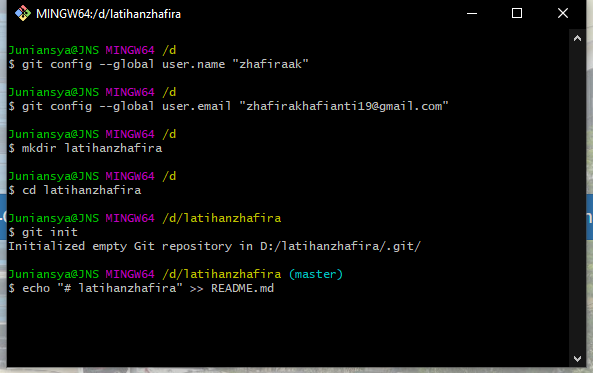 MINGW64:/d/latihanzhafira
Juniansya@JNS MINGW64 /d
$ git config --global user.name "zhafiraak"
Juniansya@JNS MINGW64 /d
$ git config --global user.email "zhafirakhafianti19@gmail.com"
Juniansya@JNS MINGW64 /d
$ mkdir latihanzhafira
Juniansya@JNS MINGW64 /d
$ cd latihanzhafira
Juniansya@JNS MINGW64 /d/latihanzhafira
$ git init
Initialized empty Git repository in D:/latihanzhafira/.git/
Juniansya@JNS MINGW64 /d/latihanzhafira (master)
$ echo "# latihanzhafira" >> README.md